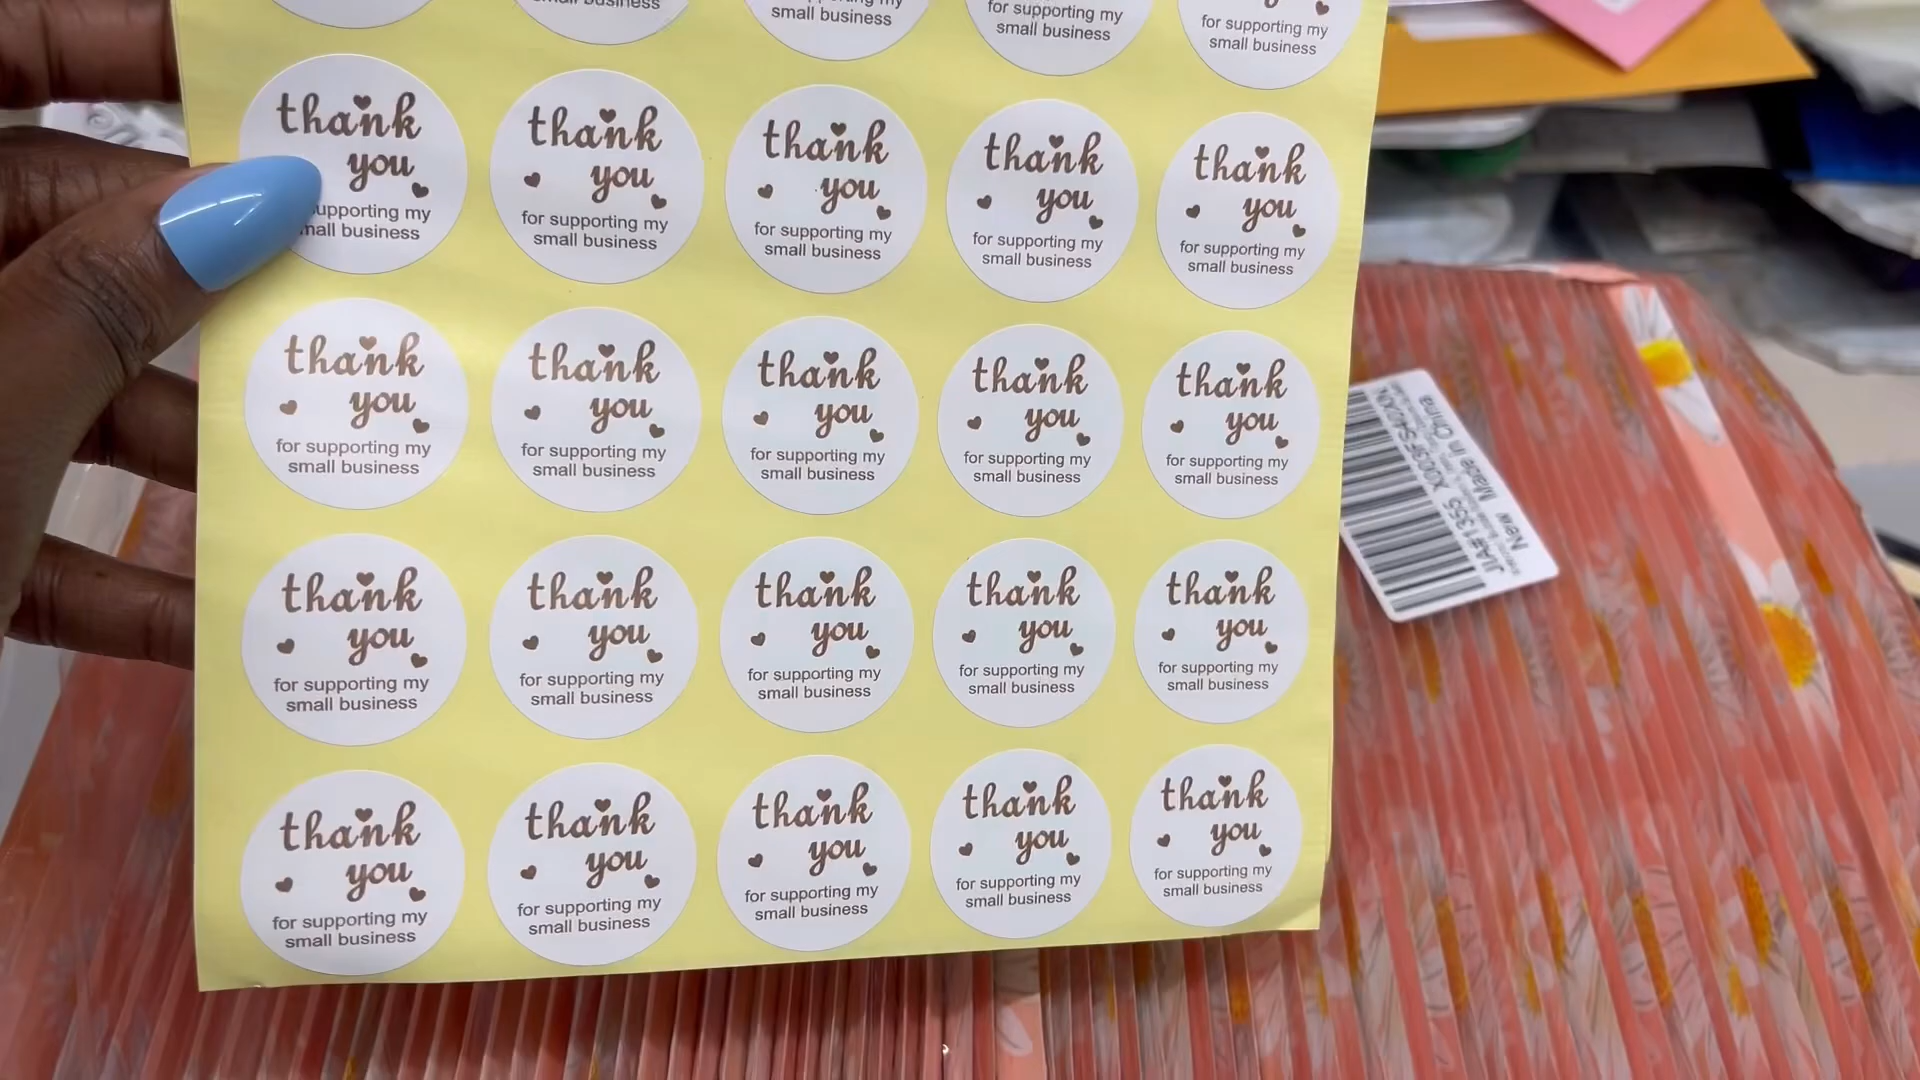 small business
small business
for supporting my
small business
for supporting my
small business
thank
you
supporting my
small business
thank
you
for supporting my
small business
thank
you
for supporting my
small business
thank
you
for supporting my
small business
thank
you
for supporting my
small business
thank
you
for supporting my
small business
thank
you
for supporting my
small business
thank
you
for supporting my
small business
thank
you
for supporting my
small business
thank
you
for supporting my
small business
thank
you
for supporting my
small business
thank
you
for supporting my
small business
thank
you
for supporting my
small business
thank
you
for supporting my
small business
thank
you
for supporting my
small business
thank
you
for supporting my
small business
thank
you
for supporting my
small business
thank
you
for supporting my
small business
thank
you
for supporting my
small business
thank
you
for supporting my
small business
JJA#1355
New Made in China